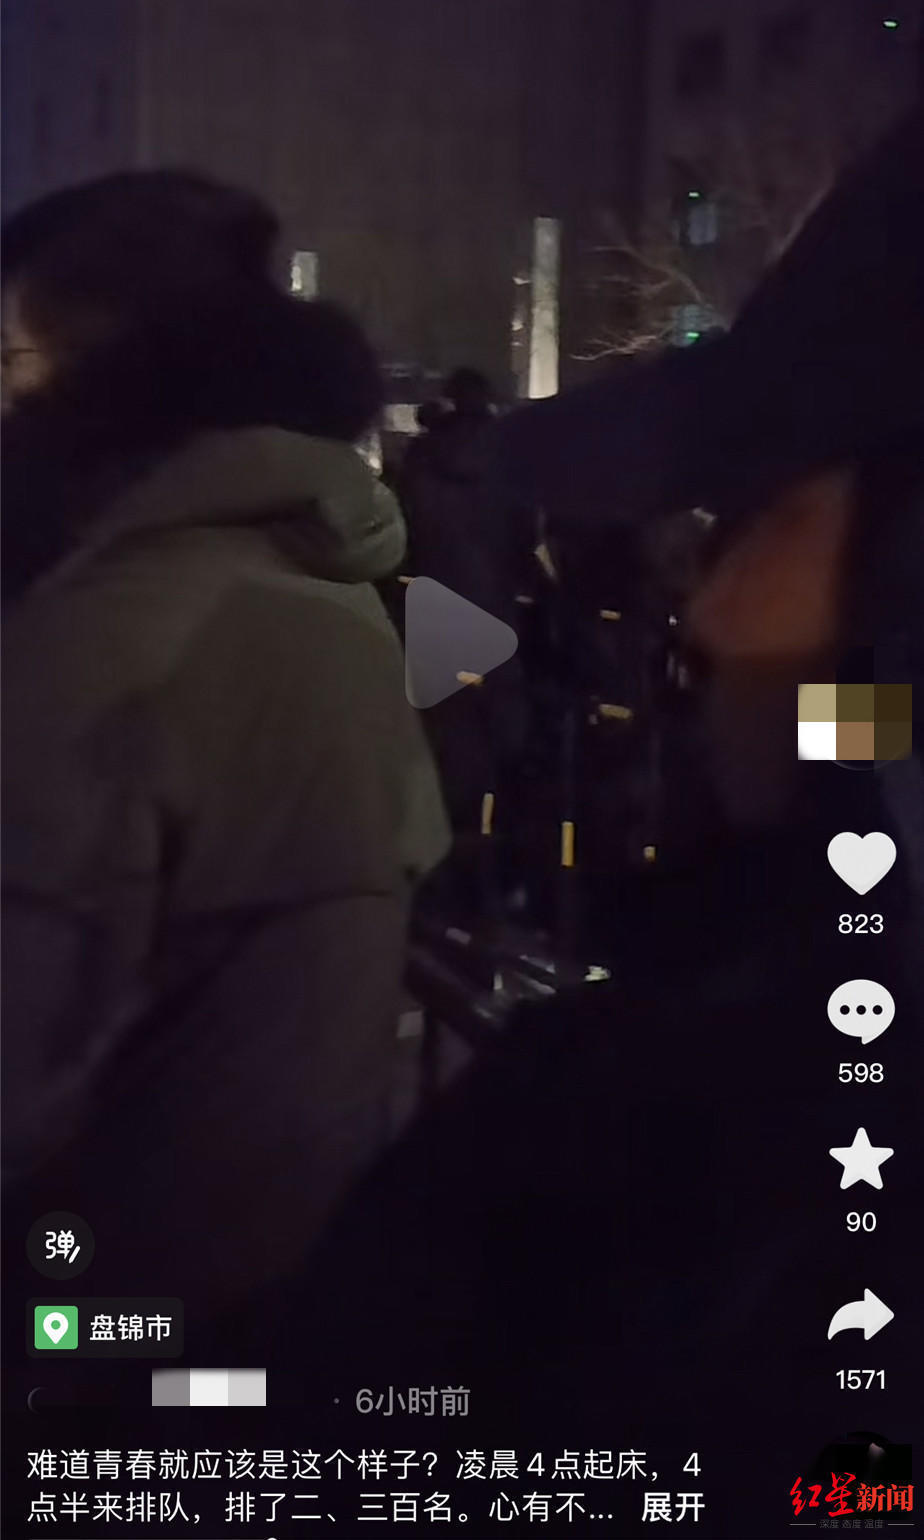 823
598
90
1571
弹
盘锦市
· 6小时前
难道青春就应该是这个样子？凌晨4点起床，4
点半来排队，排了二、三百名。心有不... 展开
红星新闻
深度 态度 温度